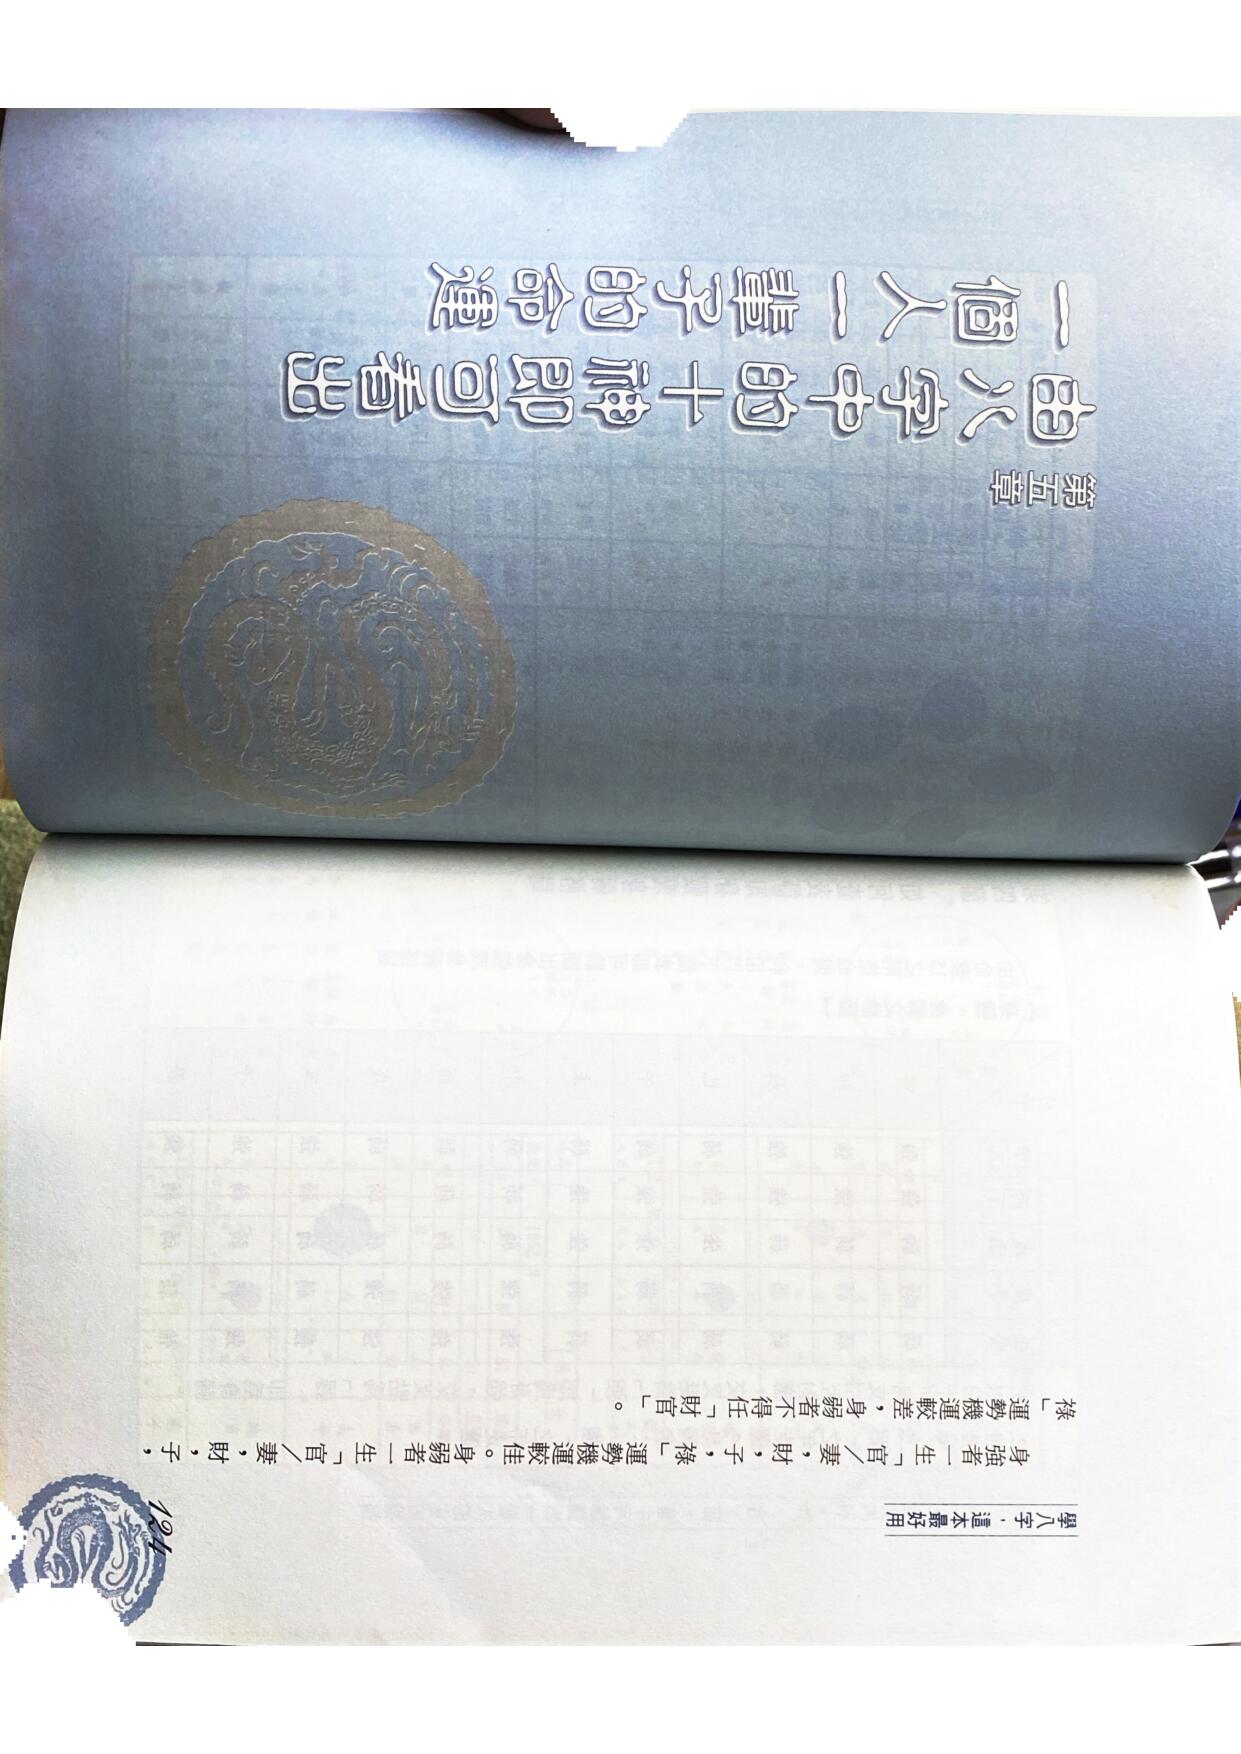 學八字，這本最好用
身強者一生「官／妻，財，子，祿」運勢機運較佳。身弱者一生「官／妻，財，子，
祿」運勢機運較差，身弱者不得任「財官」。
124
第五章
由八字中的十神即可看出
一個人一輩子的命運